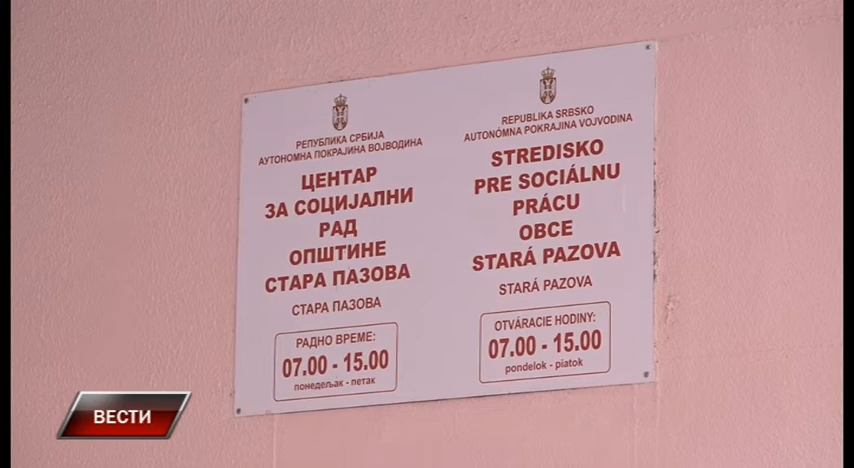 РЕПУБЛИКА СРБИЈА
АУТОНОМНА ПОКРАЈИНА ВОЈВОДИНА
ЦЕНТАР
ЗА СОЦИЈАЛНИ
РАД
ОПШТИНЕ
СТАРА ПАЗОВА
СТАРА ПАЗОВА
РАДНО ВРЕМЕ:
07.00 - 15.00
понедељак - петак
REPUBLIKA SRBSKO
AUTONÓMNA POKRAJINA VOJVODINA
STREDISKO
PRE SOCIÁLNU
PRÁCU
OBCE
STARÁ PAZOVA
STARÁ PAZOVA
OTVÁRACIE HODINY:
07.00 - 15.00
pondelok - piatok
ВЕСТИ